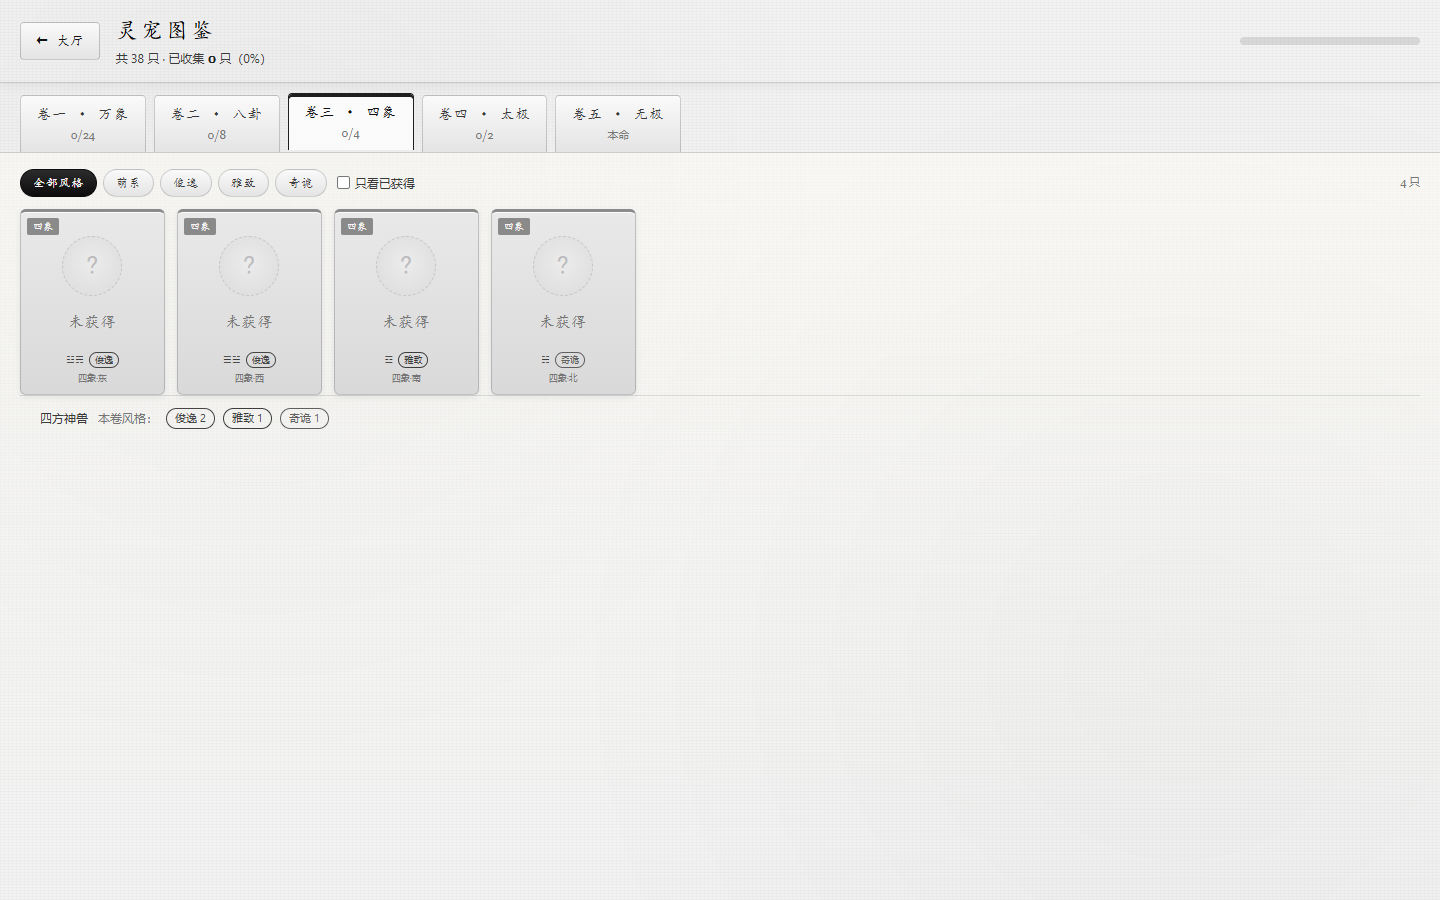 ← 大厅
灵宠图鉴
共 38 只 · 已收集 0 只（0%）
卷一 · 万象
0/24
卷二 · 八卦
0/8
卷三 · 四象
0/4
卷四 · 太极
0/2
卷五 · 无极
本命
全部风格 萌系 俊逸 雅致 奇诡 只看已获得 4 只
四象
?
未获得
俊逸
四象·东
四象
?
未获得
俊逸
四象·西
四象
?
未获得
雅致
四象·南
四象
?
未获得
奇诡
四象·北
四方神兽 本卷风格： 俊逸 2 雅致 1 奇诡 1